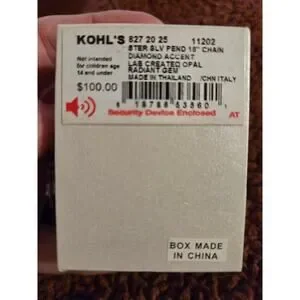 KOHL'S 827 20 25 11202
STER SLV PEND 18" CHAIN
DIAMOND ACCENT
LAB CREATED OPAL
RADIANT GEM
MADE IN THAILAND /CHN ITALY
Not intended
for children age
14 and under
$100.00
Security Device Enclosed AT
BOX MADE
IN CHINA